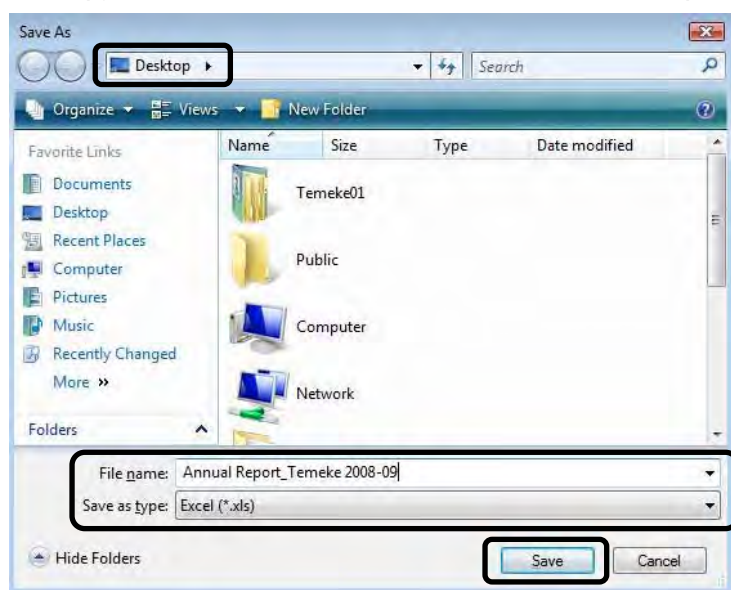 Save As
Desktop
Search
Organize Views New Folder
Favorite Links
Documents
Desktop
Recent Places
Computer
Pictures
Music
Recently Changed
More »
Folders
Name Size Type Date modified
Temeke01
Public
Computer
Network
File name: Annual Report_Temeke 2008-09
Save as type: Excel (*.xls)
Hide Folders
Save Cancel